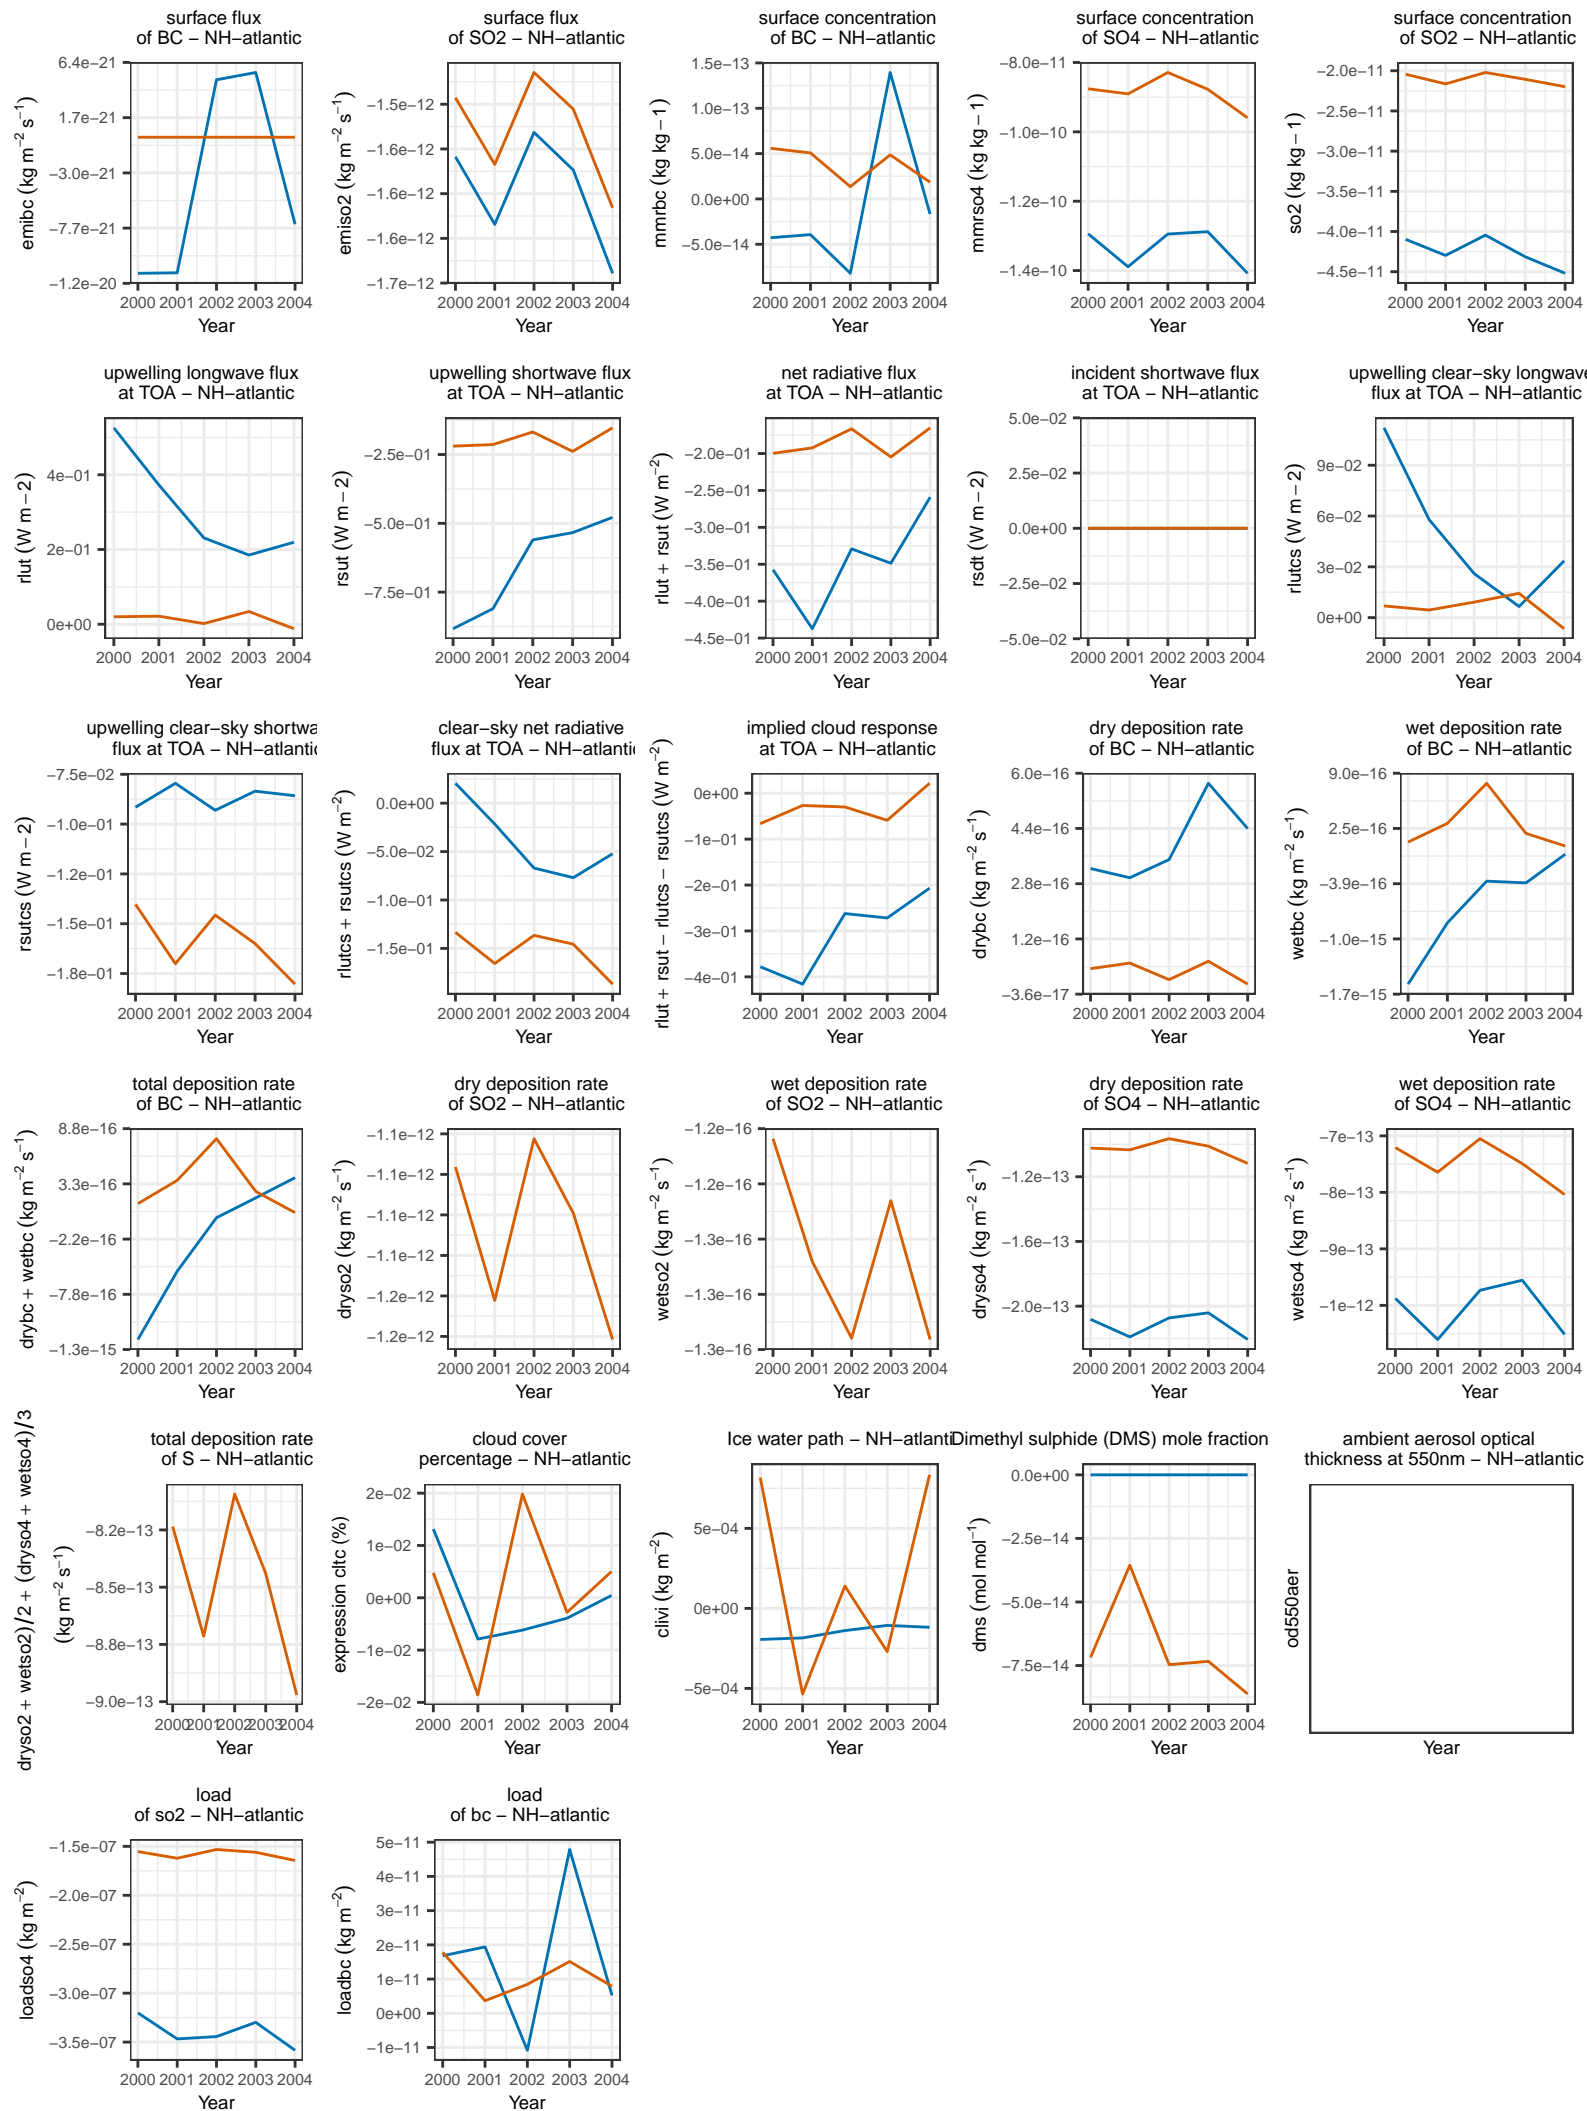 surface flux
of BC − NH−atlantic
6.4e−21
1.7e−21
−3.0e−21
−7.7e−21
−1.2e−20
emibc (kg m−2 s−1)
2000 2001 2002 2003 2004
Year
surface flux
of SO2 − NH−atlantic
−1.5e−12
−1.6e−12
−1.6e−12
−1.6e−12
−1.7e−12
emiso2 (kg m−2 s−1)
2000 2001 2002 2003 2004
Year
surface concentration
of BC − NH−atlantic
1.5e−13
1.0e−13
5.0e−14
0.0e+00
−5.0e−14
mmrbc (kg kg − 1)
2000 2001 2002 2003 2004
Year
surface concentration
of SO4 − NH−atlantic
−8.0e−11
−1.0e−10
−1.2e−10
−1.4e−10
mmrso4 (kg kg − 1)
2000 2001 2002 2003 2004
Year
surface concentration
of SO2 − NH−atlantic
−2.0e−11
−2.5e−11
−3.0e−11
−3.5e−11
−4.0e−11
−4.5e−11
so2 (kg kg − 1)
2000 2001 2002 2003 2004
Year
upwelling longwave flux
at TOA − NH−atlantic
4e−01
2e−01
0e+00
rlut (W m − 2)
2000 2001 2002 2003 2004
Year
upwelling shortwave flux
at TOA − NH−atlantic
−2.5e−01
−5.0e−01
−7.5e−01
rsut (W m − 2)
2000 2001 2002 2003 2004
Year
net radiative flux
at TOA − NH−atlantic
−2.0e−01
−2.5e−01
−3.0e−01
−3.5e−01
−4.0e−01
−4.5e−01
rlut + rsut (W m−2)
2000 2001 2002 2003 2004
Year
incident shortwave flux
at TOA − NH−atlantic
5.0e−02
2.5e−02
0.0e+00
−2.5e−02
−5.0e−02
rsdt (W m − 2)
2000 2001 2002 2003 2004
Year
upwelling clear−sky longwave
flux at TOA − NH−atlantic
9e−02
6e−02
3e−02
0e+00
rlutcs (W m − 2)
2000 2001 2002 2003 2004
Year
upwelling clear−sky shortwa
flux at TOA − NH−atlantic
−7.5e−02
−1.0e−01
−1.2e−01
−1.5e−01
−1.8e−01
rsutcs (W m − 2)
2000 2001 2002 2003 2004
Year
clear−sky net radiative
flux at TOA − NH−atlantic
0.0e+00
−5.0e−02
−1.0e−01
−1.5e−01
rlutcs + rsutcs (W m−2)
2000 2001 2002 2003 2004
Year
implied cloud response
at TOA − NH−atlantic
0e+00
−1e−01
−2e−01
−3e−01
−4e−01
rlut + rsut − rlutcs − rsutcs (W m−2)
2000 2001 2002 2003 2004
Year
dry deposition rate
of BC − NH−atlantic
6.0e−16
4.4e−16
2.8e−16
1.2e−16
−3.6e−17
drybc (kg m−2 s−1)
2000 2001 2002 2003 2004
Year
wet deposition rate
of BC − NH−atlantic
9.0e−16
2.5e−16
−3.9e−16
−1.0e−15
−1.7e−15
wetbc (kg m−2 s−1)
2000 2001 2002 2003 2004
Year
total deposition rate
of BC − NH−atlantic
8.8e−16
3.3e−16
−2.2e−16
−7.8e−16
−1.3e−15
drybc + wetbc (kg m−2 s−1)
2000 2001 2002 2003 2004
Year
dry deposition rate
of SO2 − NH−atlantic
−1.1e−12
−1.1e−12
−1.1e−12
−1.1e−12
−1.2e−12
−1.2e−12
dryso2 (kg m−2 s−1)
2000 2001 2002 2003 2004
Year
wet deposition rate
of SO2 − NH−atlantic
−1.2e−16
−1.2e−16
−1.3e−16
−1.3e−16
−1.3e−16
wetso2 (kg m−2 s−1)
2000 2001 2002 2003 2004
Year
dry deposition rate
of SO4 − NH−atlantic
−1.2e−13
−1.6e−13
−2.0e−13
dryso4 (kg m−2 s−1)
2000 2001 2002 2003 2004
Year
wet deposition rate
of SO4 − NH−atlantic
−7e−13
−8e−13
−9e−13
−1e−12
wetso4 (kg m−2 s−1)
2000 2001 2002 2003 2004
Year
total deposition rate
of S − NH−atlantic
−8.2e−13
−8.5e−13
−8.8e−13
−9.0e−13
dryso2 + wetso2)/2 + (dryso4 + wetso4)/3
(kg m−2 s−1)
2000 2001 2002 2003 2004
Year
cloud cover
percentage − NH−atlantic
2e−02
1e−02
0e+00
−1e−02
−2e−02
expression cltc (%)
2000 2001 2002 2003 2004
Year
Ice water path − NH−atlanti
5e−04
0e+00
−5e−04
clivi (kg m−2)
2000 2001 2002 2003 2004
Year
Dimethyl sulphide (DMS) mole fraction
0.0e+00
−2.5e−14
−5.0e−14
−7.5e−14
dms (mol mol−1)
2000 2001 2002 2003 2004
Year
ambient aerosol optical
thickness at 550nm − NH−atlantic
od550aer
Year
load
of so2 − NH−atlantic
−1.5e−07
−2.0e−07
−2.5e−07
−3.0e−07
−3.5e−07
loadso4 (kg m−2)
2000 2001 2002 2003 2004
Year
load
of bc − NH−atlantic
5e−11
4e−11
3e−11
2e−11
1e−11
0e+00
−1e−11
loadbc (kg m−2)
2000 2001 2002 2003 2004
Year